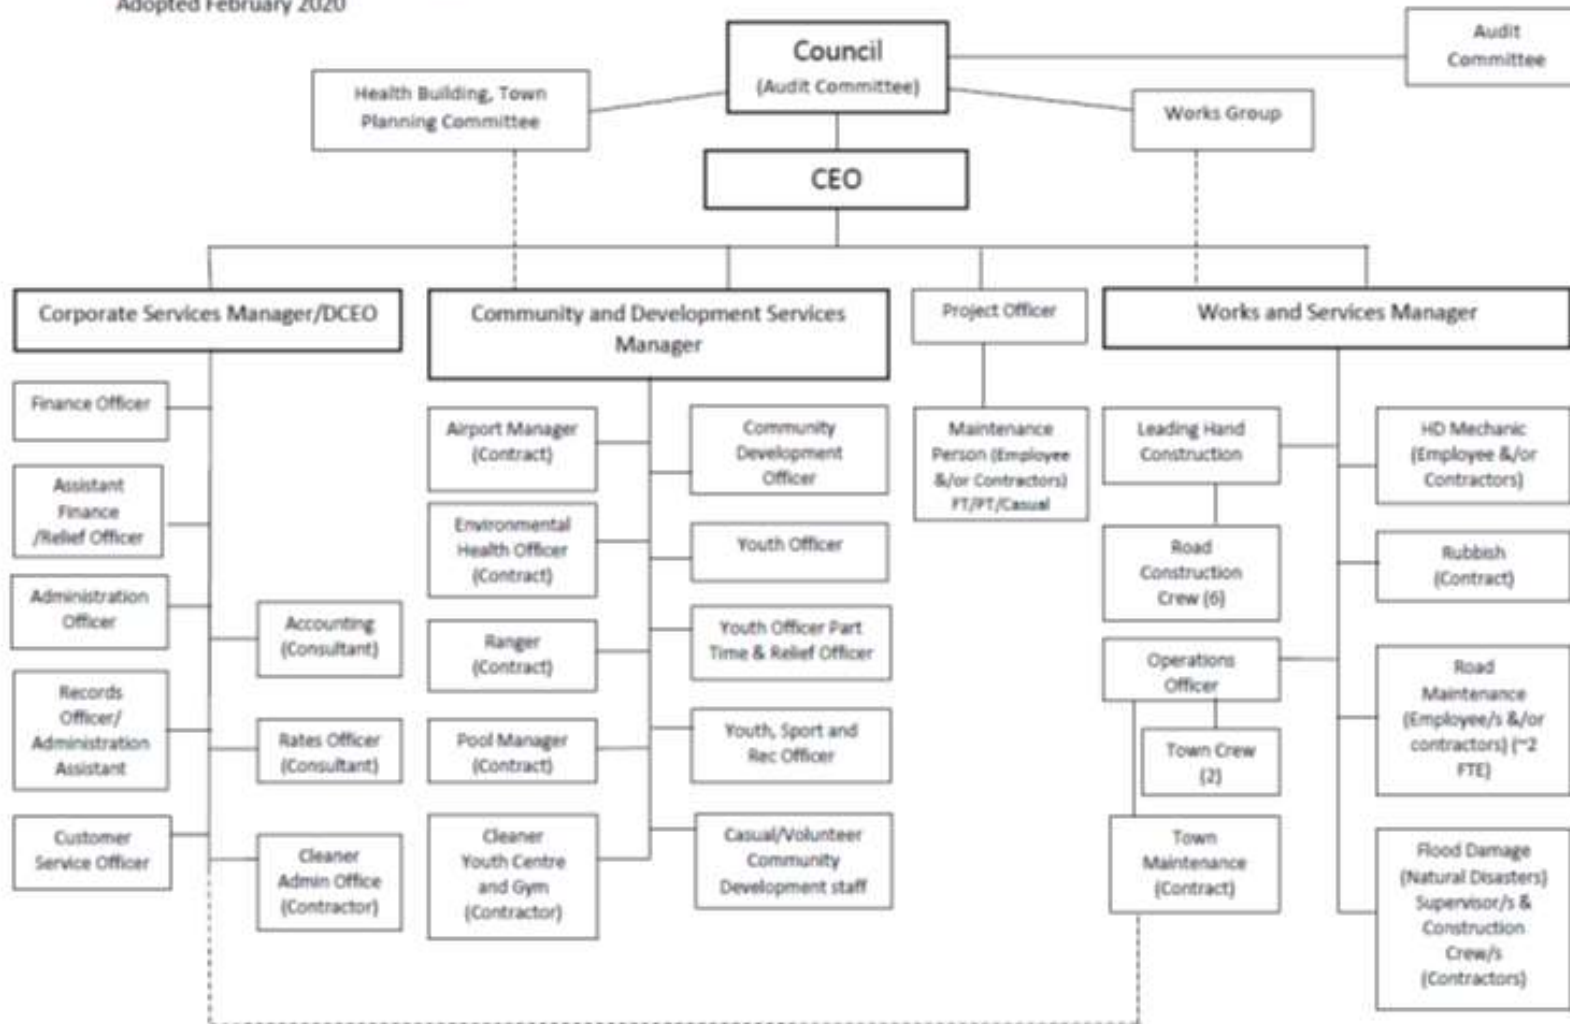 Adopted February 2020
Council
(Audit Committee)
Audit
Committee
Health Building, Town
Planning Committee
Works Group
CEO
Corporate Services Manager/DCEO
Community and Development Services
Manager
Project Officer
Works and Services Manager
Finance Officer
Assistant
Finance
/Relief Officer
Administration
Officer
Records
Officer/
Administration
Assistant
Customer
Service Officer
Accounting
(Consultant)
Rates Officer
(Consultant)
Cleaner
Admin Office
(Contractor)
Airport Manager
(Contract)
Environmental
Health Officer
(Contract)
Ranger
(Contract)
Pool Manager
(Contract)
Cleaner
Youth Centre
and Gym
(Contractor)
Community
Development
Officer
Youth Officer
Youth Officer Part
Time & Relief Officer
Youth, Sport and
Rec Officer
Casual/Volunteer
Community
Development staff
Maintenance
Person (Employee
&/or Contractors)
FT/PT/Casual
Leading Hand
Construction
Road
Construction
Crew (6)
Operations
Officer
Town Crew
(2)
Town
Maintenance
(Contract)
HD Mechanic
(Employee &/or
Contractors)
Rubbish
(Contract)
Road
Maintenance
(Employee/s &/or
contractors) (~2
FTE)
Flood Damage
(Natural Disasters)
Supervisor/s &
Construction
Crew/s
(Contractors)